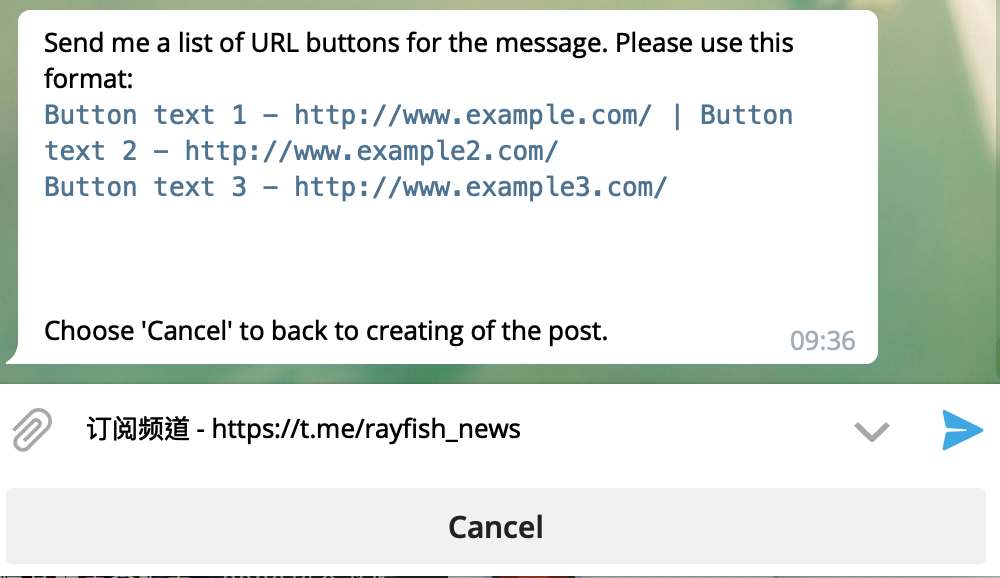 Send me a list of URL buttons for the message. Please use this
format:
Button text 1 – http://www.example.com/ | Button
text 2 – http://www.example2.com/
Button text 3 – http://www.example3.com/
Choose 'Cancel' to back to creating of the post.
09:36
订阅频道 - https://t.me/rayfish_news
Cancel